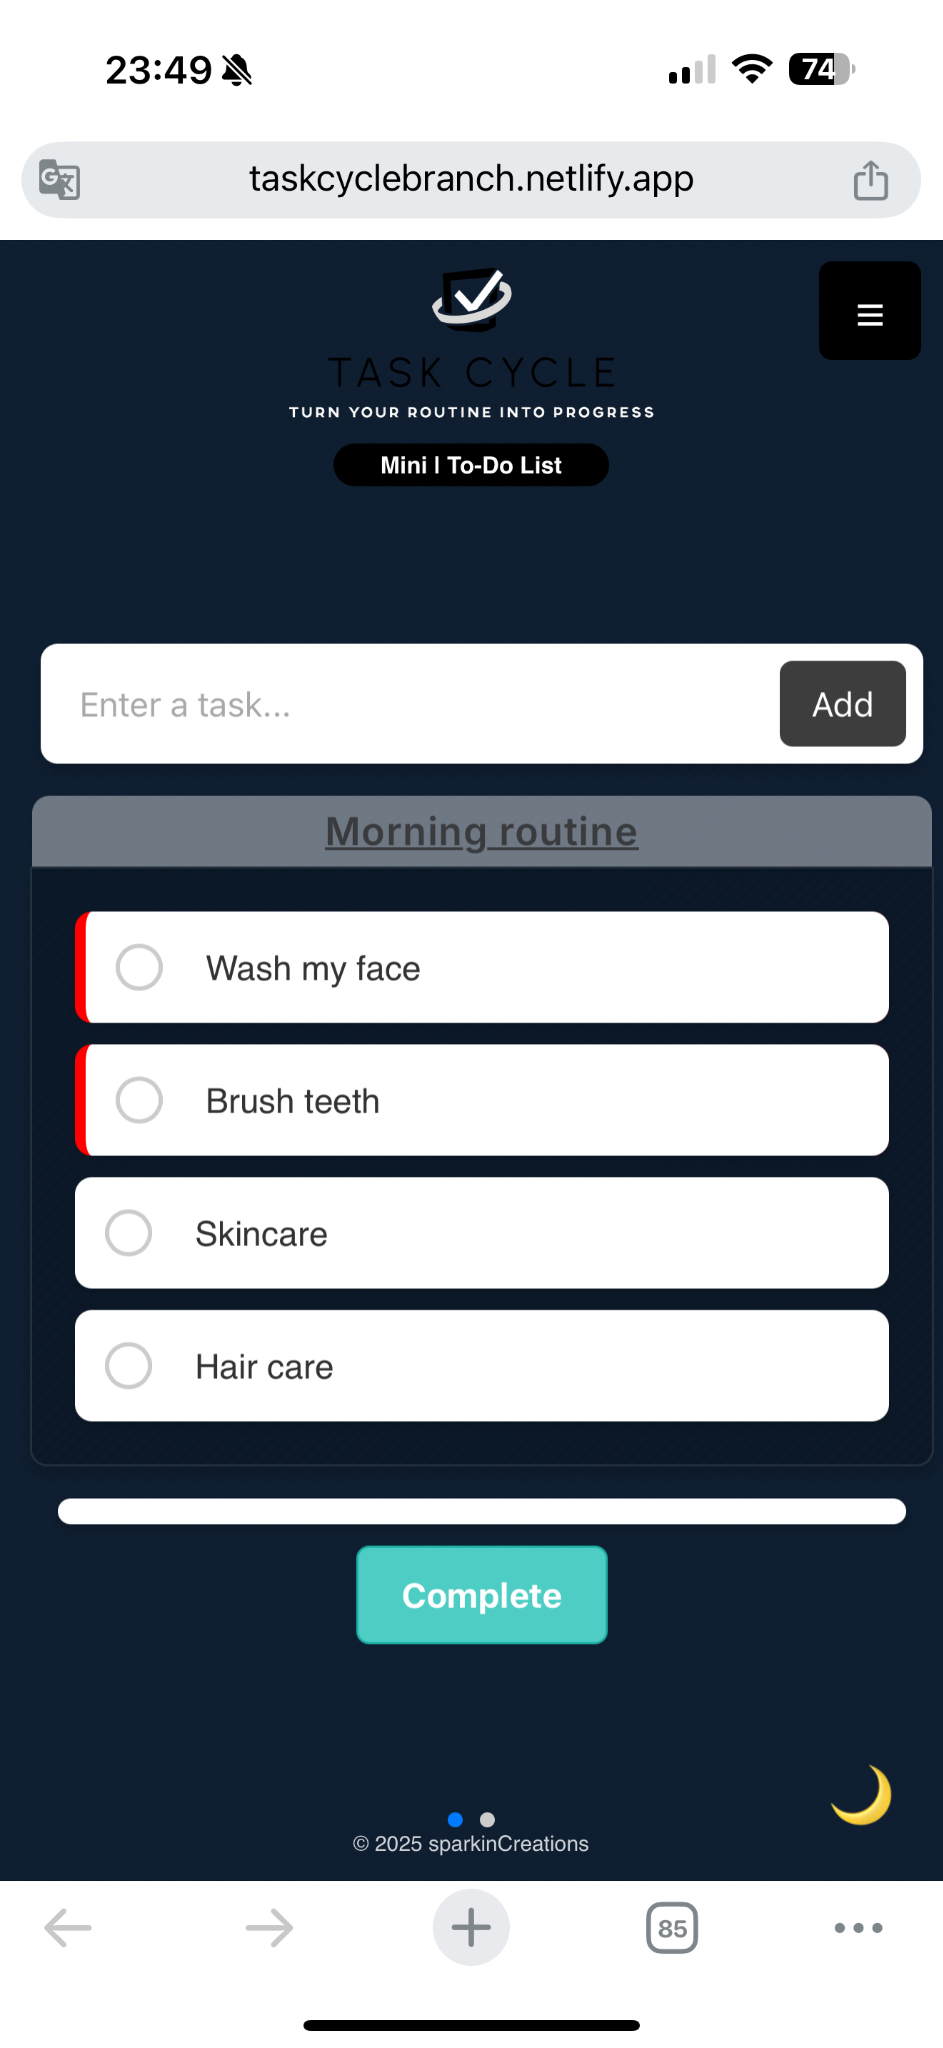 23:49
74
taskcyclebranch.netlify.app
TASK CYCLE
TURN YOUR ROUTINE INTO PROGRESS
Mini | To-Do List
Enter a task...
Add
Morning routine
Wash my face
Brush teeth
Skincare
Hair care
Complete
© 2025 sparkinCreations
85